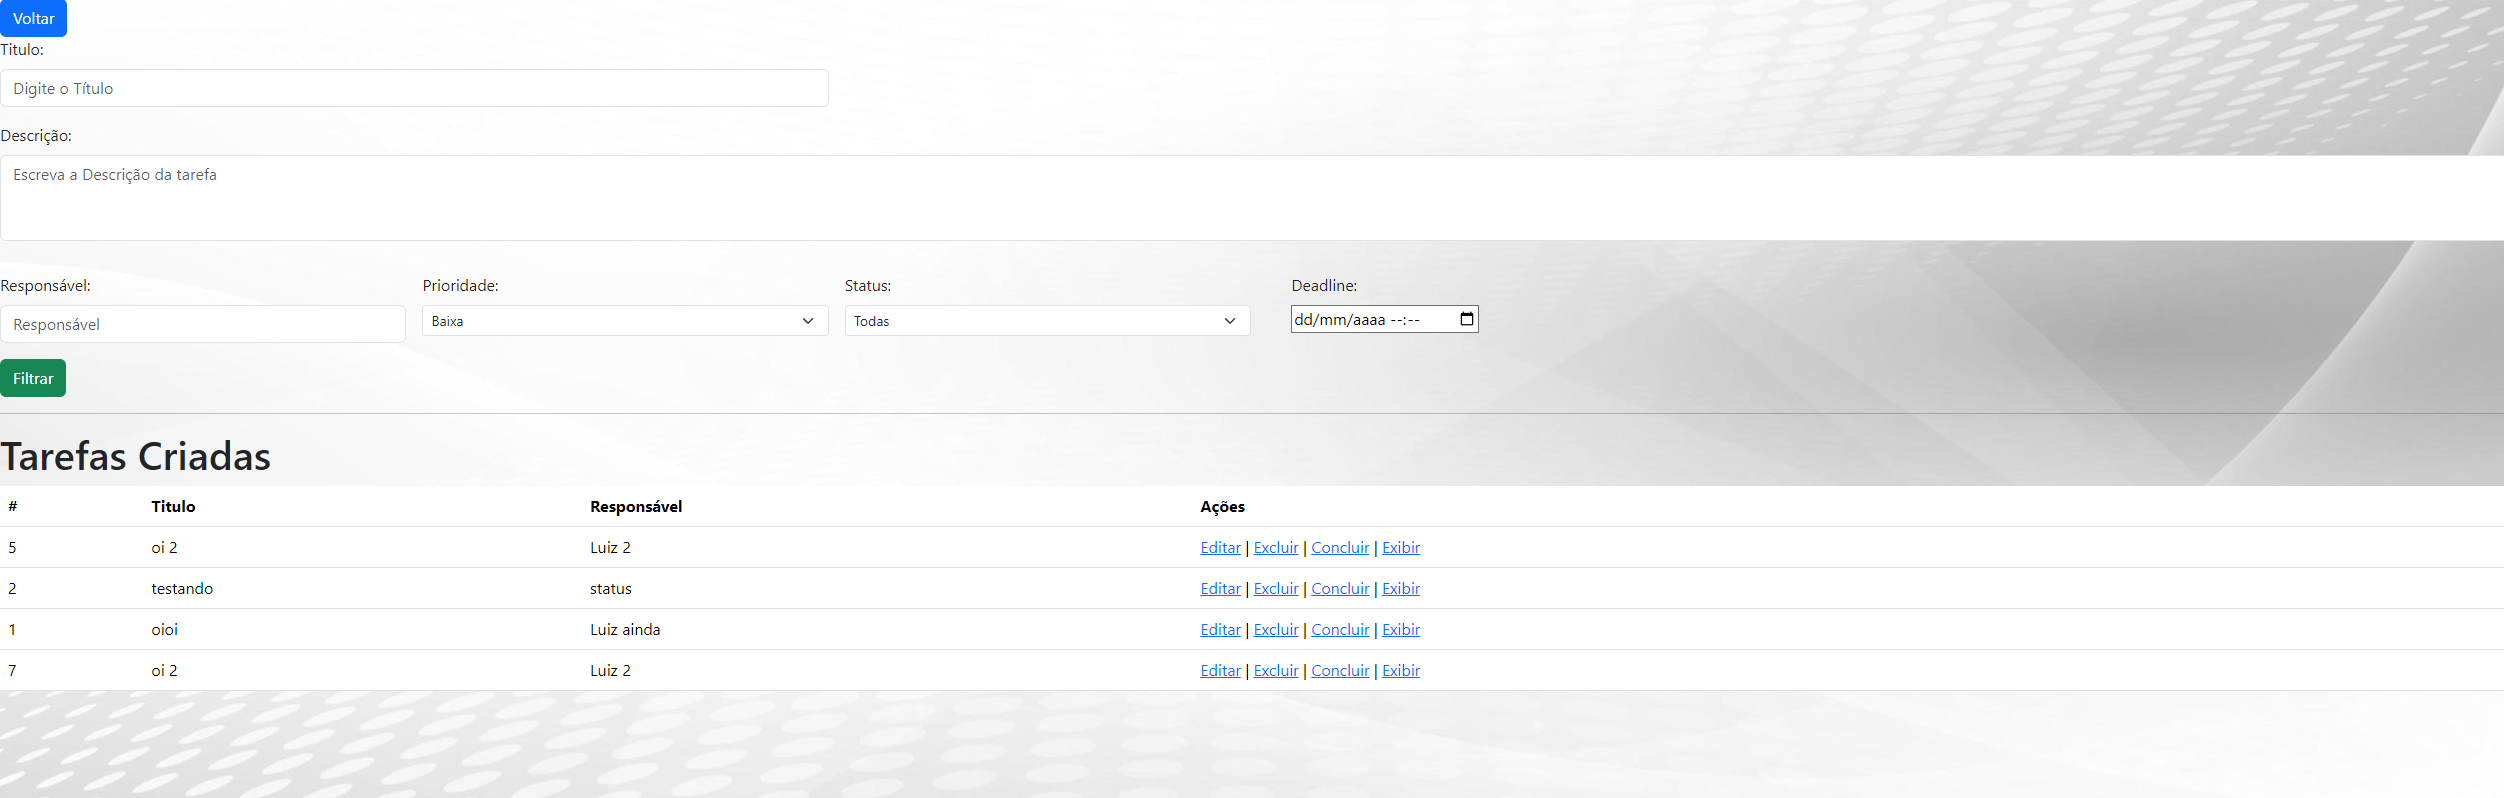 Voltar
Titulo:
Digite o Título
Descrição:
Escreva a Descrição da tarefa
Responsável: Prioridade: Status: Deadline:
Responsável Baixa Todas dd/mm/aaaa --:--
Filtrar
Tarefas Criadas
# Titulo Responsável Ações
5 oi 2 Luiz 2 Editar | Excluir | Concluir | Exibir
2 testando status Editar | Excluir | Concluir | Exibir
1 oioi Luiz ainda Editar | Excluir | Concluir | Exibir
7 oi 2 Luiz 2 Editar | Excluir | Concluir | Exibir